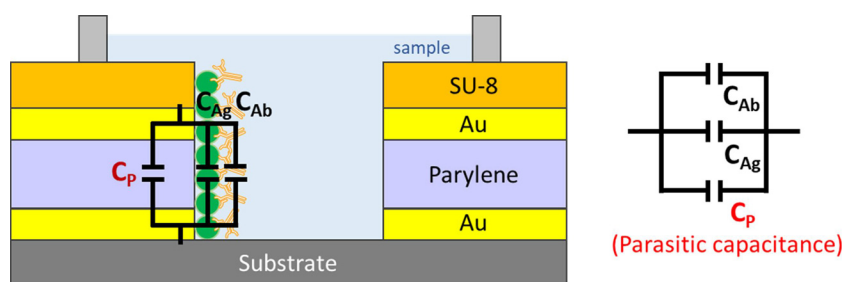 sample
SU-8
Au
Parylene
Au
Substrate
CAg CAb
CP
CAb
CAg
CP
(Parasitic capacitance)